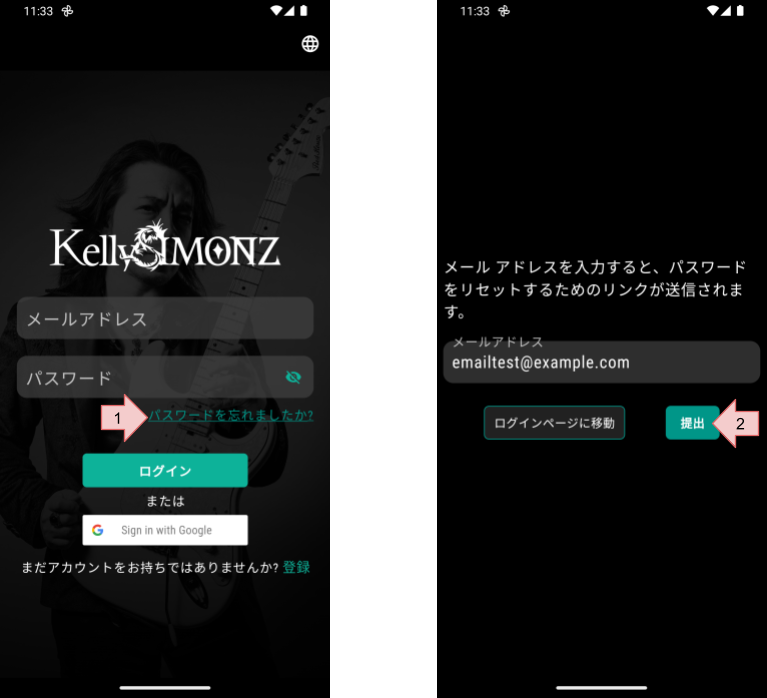 11:33
KellySIMONZ
メールアドレス
パスワード
1
パスワードを忘れましたか?
ログイン
または
Sign in with Google
まだアカウントをお持ちではありませんか? 登録
11:33
メール アドレスを入力すると、パスワード
をリセットするためのリンクが送信されま
す。
メールアドレス
emailtest@example.com
ログインページに移動
提出
2